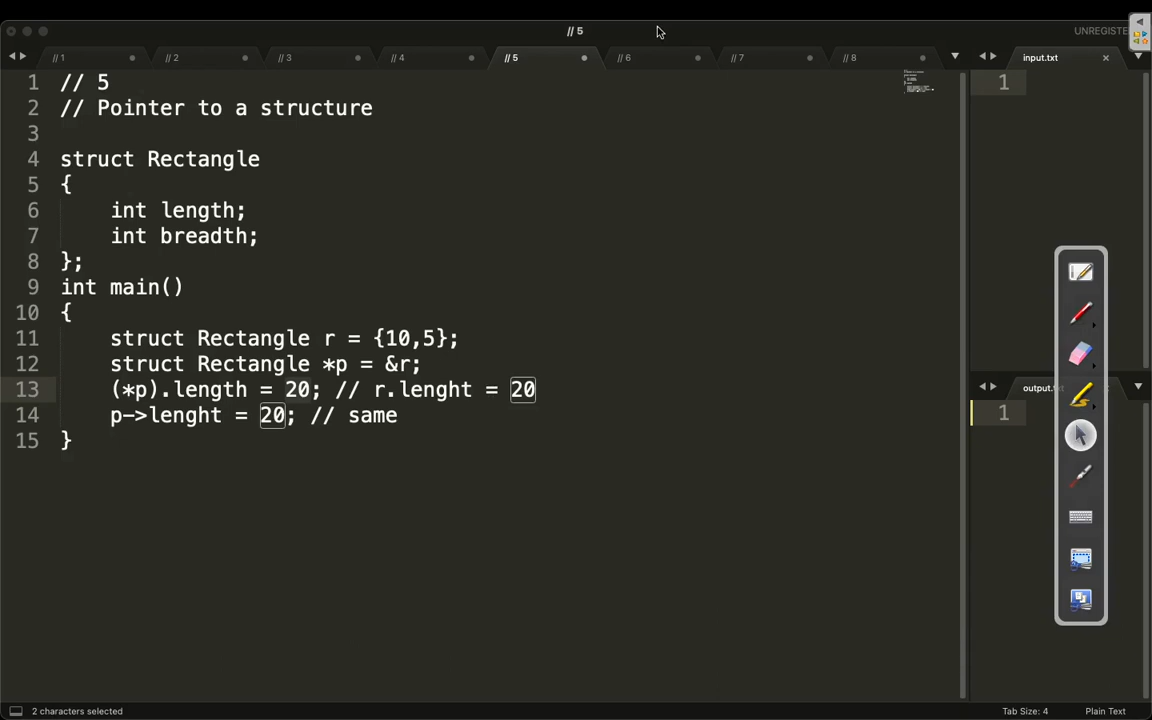 // 5
UNREGISTE
// 1
// 2
// 3
// 4
// 5
// 6
// 7
// 8
input.txt
1 // 5
2 // Pointer to a structure
3
4 struct Rectangle
5 {
6 int length;
7 int breadth;
8 };
9 int main()
10 {
11 struct Rectangle r = {10,5};
12 struct Rectangle *p = &r;
13 (*p).length = 20; // r.lenght = 20
14 p->lenght = 20; // same
15 }
1
output.
1
2 characters selected
Tab Size: 4
Plain Text